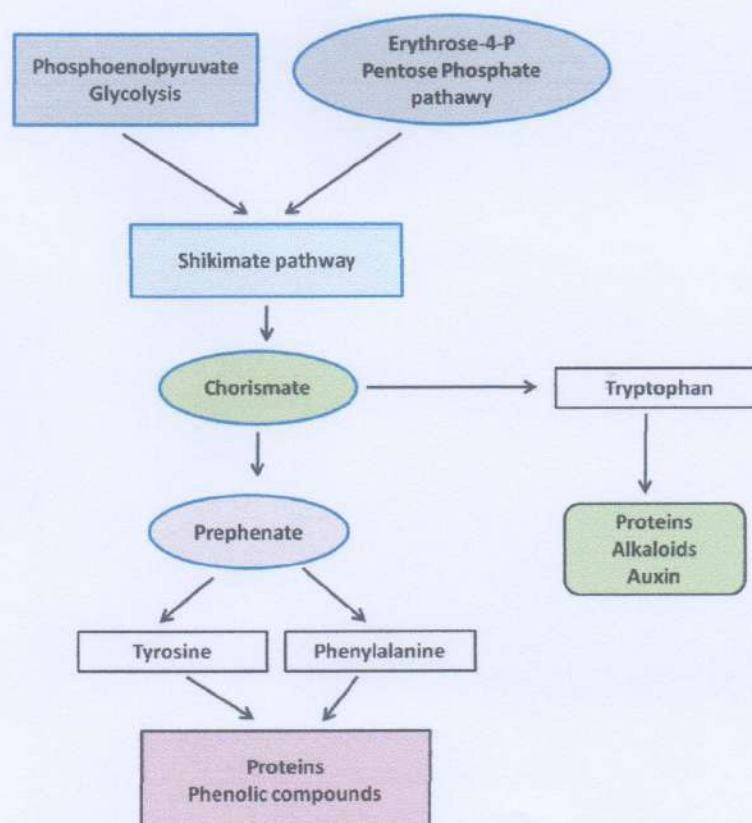 Phosphoenolpyruvate
Glycolysis
Erythrose-4-P
Pentose Phosphate
pathawy
Shikimate pathway
Chorismate
Tryptophan
Prephenate
Proteins
Alkaloids
Auxin
Tyrosine
Phenylalanine
Proteins
Phenolic compounds